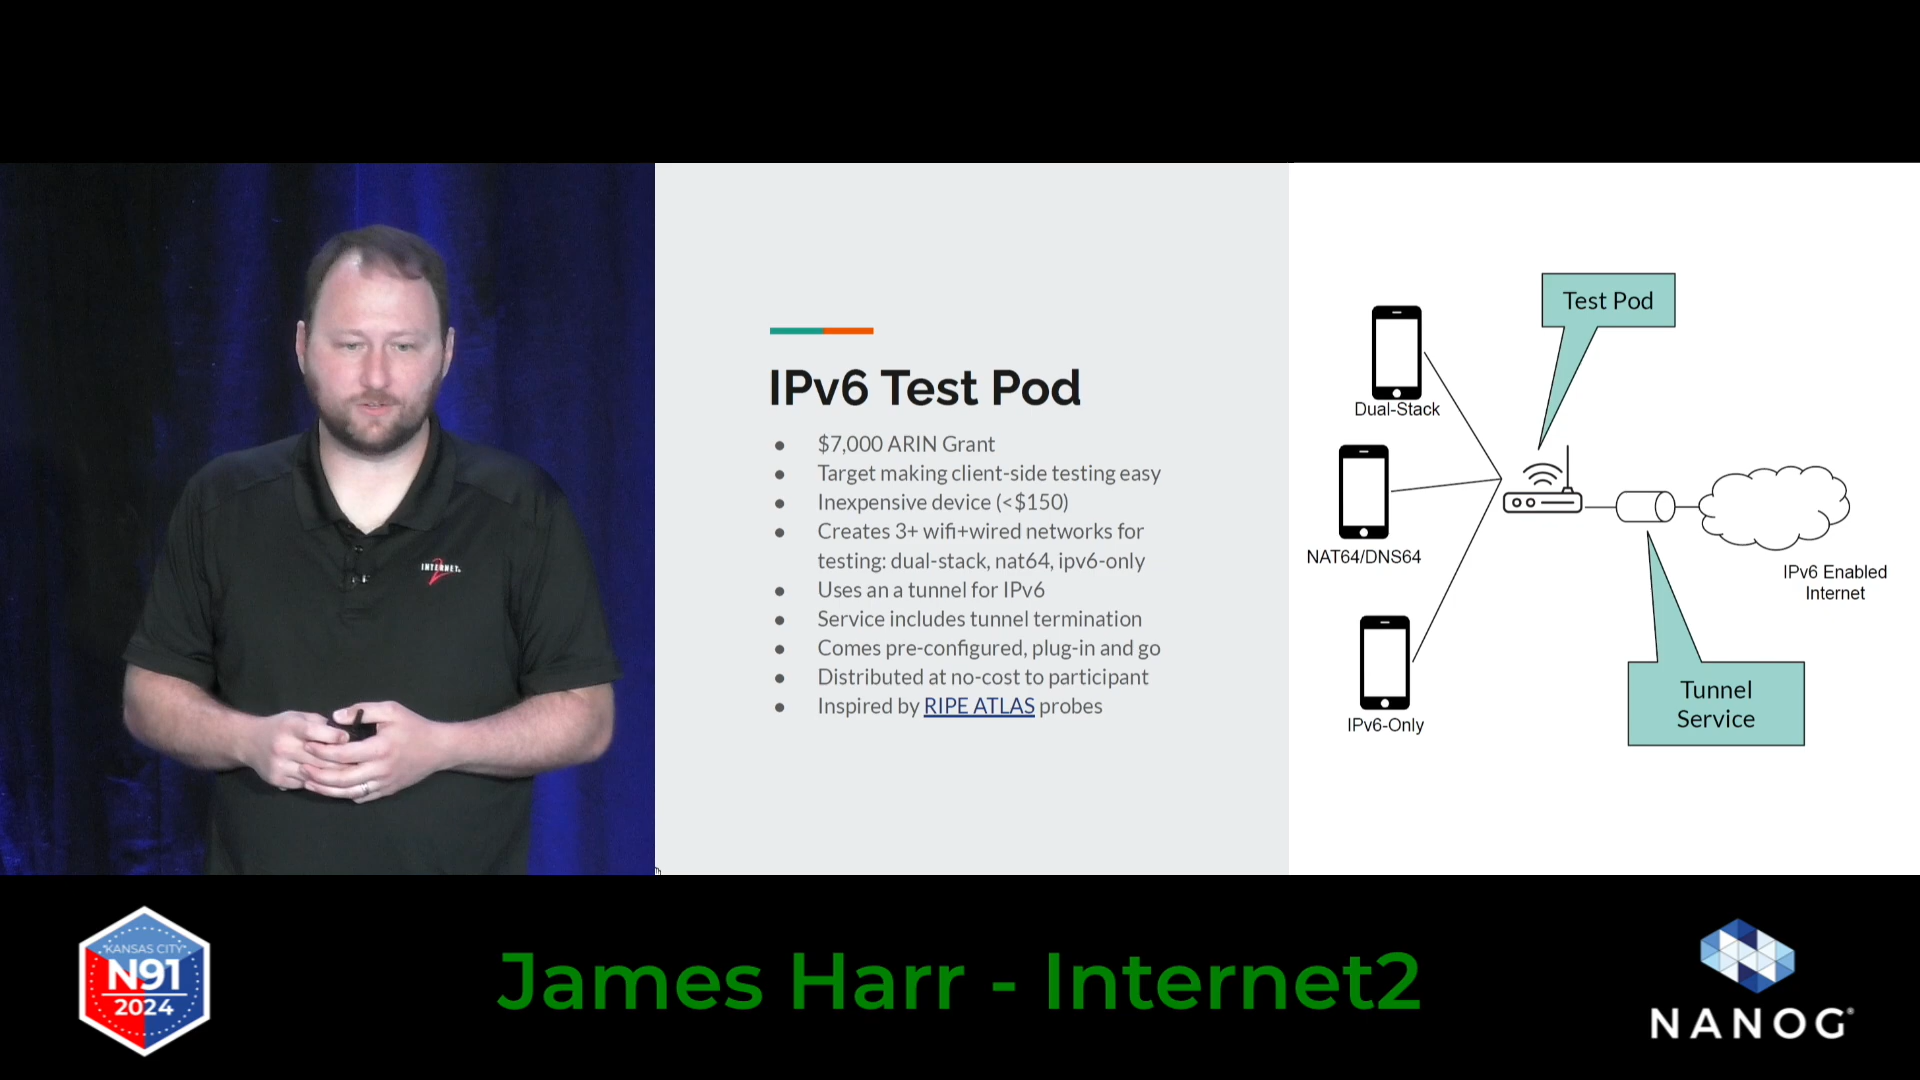 INTERNET
2
IPv6 Test Pod
● $7,000 ARIN Grant
● Target making client-side testing easy
● Inexpensive device (<$150)
● Creates 3+ wifi+wired networks for
testing: dual-stack, nat64, ipv6-only
● Uses an a tunnel for IPv6
● Service includes tunnel termination
● Comes pre-configured, plug-in and go
● Distributed at no-cost to participant
● Inspired by RIPE ATLAS probes
Test Pod
Dual-Stack
NAT64/DNS64
IPv6 Enabled
Internet
Tunnel
Service
IPv6-Only
KANSAS CITY
N91
2024
James Harr - Internet2
NANOG®